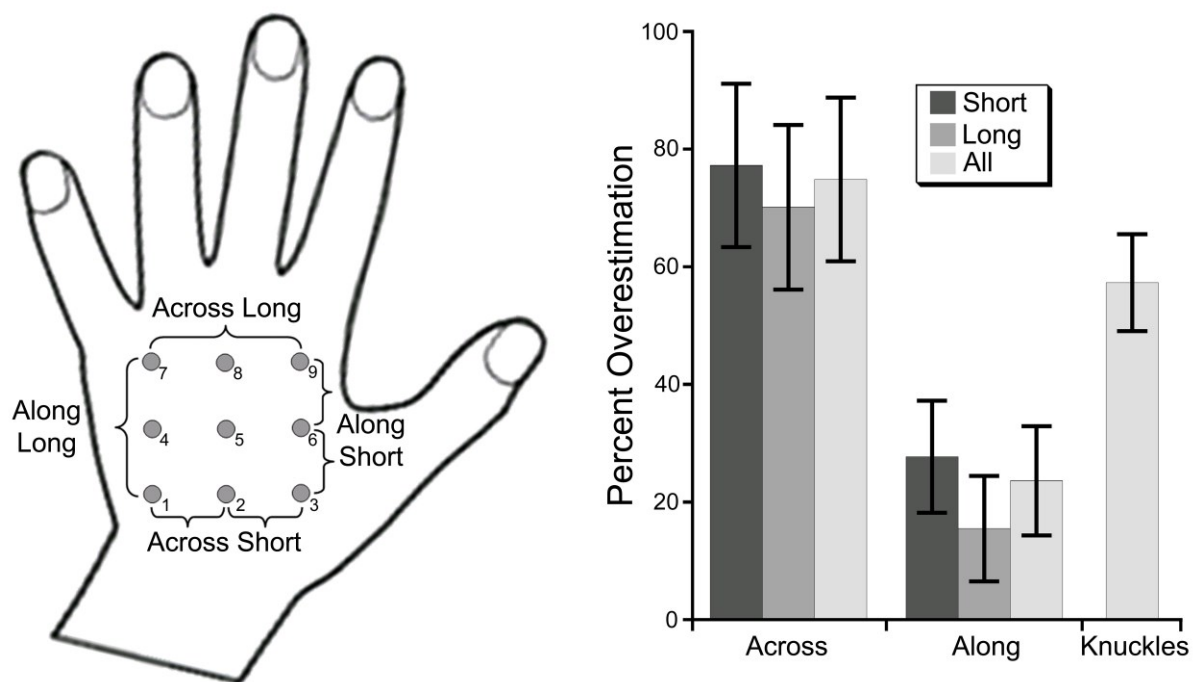 Across Long
7
8
9
Along
Long
4
5
6
Along
Short
1
2
3
Across Short
Percent Overestimation
100
80
60
40
20
0
Short
Long
All
Across
Along
Knuckles